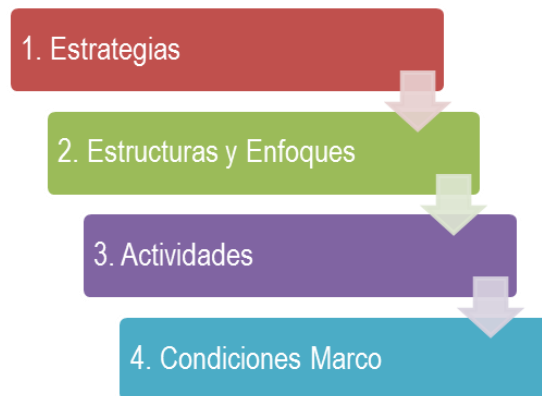 1. Estrategias
2. Estructuras y Enfoques
3. Actividades
4. Condiciones Marco